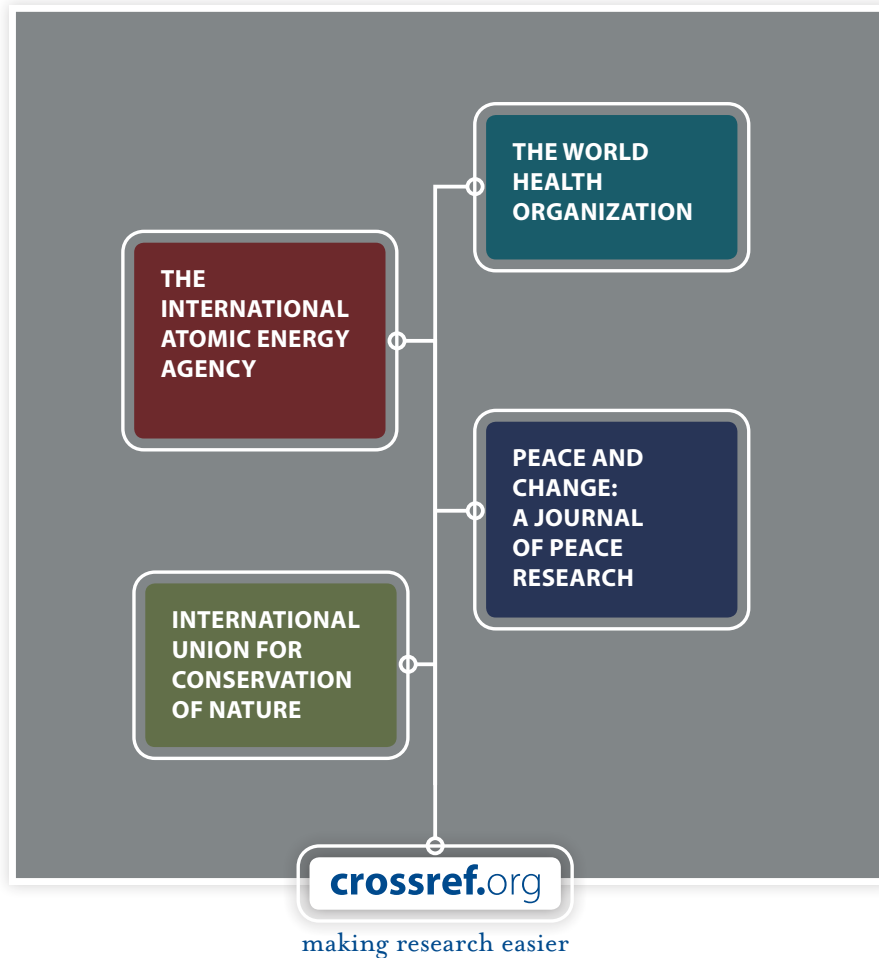 THE WORLD
HEALTH
ORGANIZATION
THE
INTERNATIONAL
ATOMIC ENERGY
AGENCY
PEACE AND
CHANGE:
A JOURNAL
OF PEACE
RESEARCH
INTERNATIONAL
UNION FOR
CONSERVATION
OF NATURE
crossref.org
making research easier